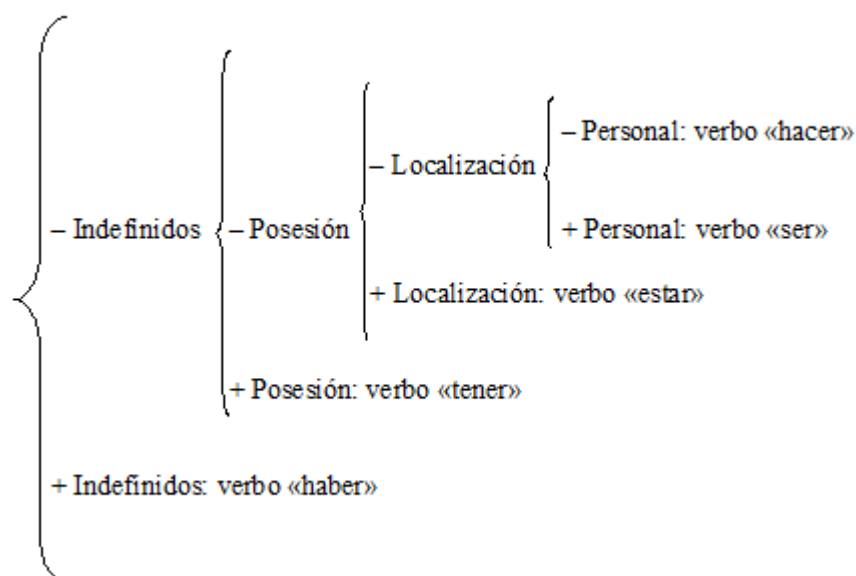 – Personal: verbo «hacer»
– Localización
+ Personal: verbo «ser»
– Indefinidos
– Posesión
+ Localización: verbo «estar»
+ Posesión: verbo «tener»
+ Indefinidos: verbo «haber»